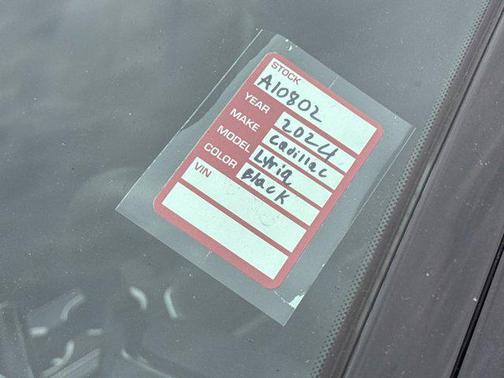 STOCK
A10802
YEAR 2024
MAKE Cadillac
MODEL Lyriq
COLOR Black
VIN